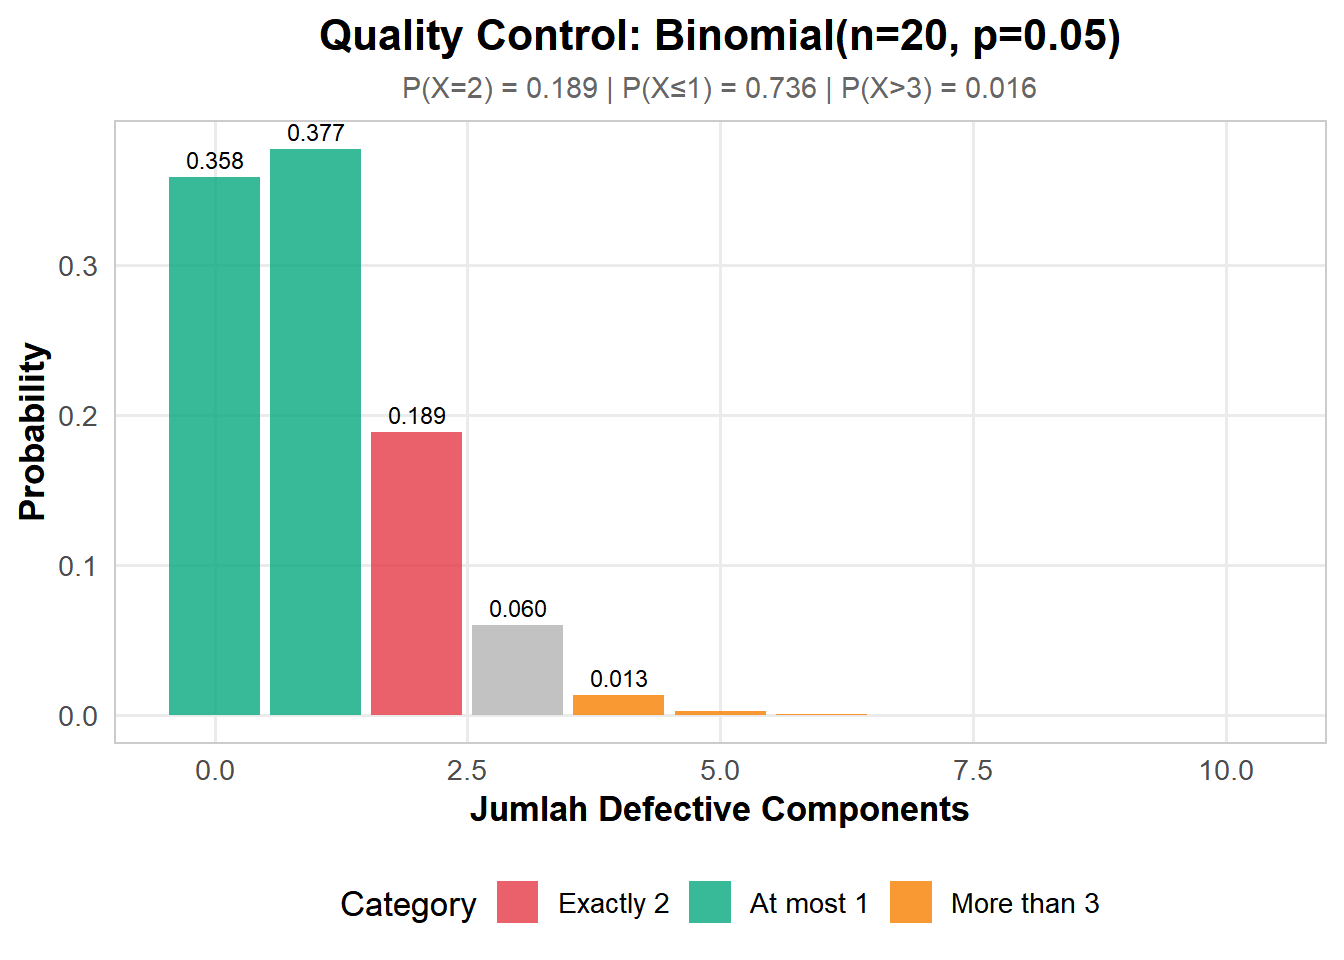 Quality Control: Binomial(n=20, p=0.05)
P(X=2) = 0.189 | P(X≤1) = 0.736 | P(X>3) = 0.016
0.377
0.358
0.3
0.189
0.2
Probability
0.1
0.060
0.013
0.0
0.0 2.5 5.0 7.5 10.0
Jumlah Defective Components
Category Exactly 2 At most 1 More than 3